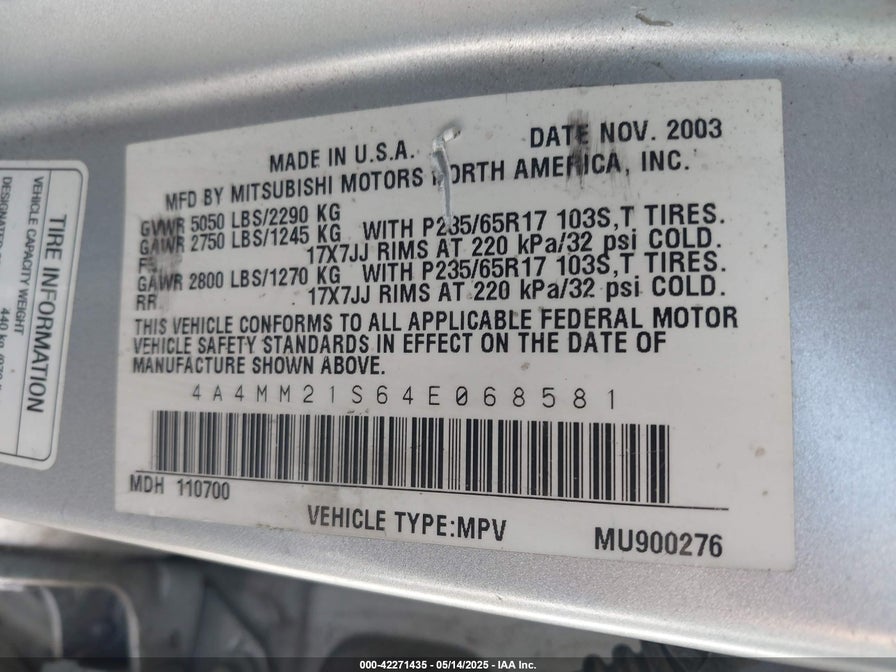 MADE IN U.S.A.
DATE NOV. 2003
MFD BY MITSUBISHI MOTORS NORTH AMERICA, INC.
GVWR 5050 LBS/2290 KG
GAWR 2750 LBS/1245 KG WITH P235/65R17 103S,T TIRES.
F 17X7JJ RIMS AT 220 kPa/32 psi COLD.
GAWR 2800 LBS/1270 KG WITH P235/65R17 103S,T TIRES.
RR 17X7JJ RIMS AT 220 kPa/32 psi COLD.
THIS VEHICLE CONFORMS TO ALL APPLICABLE FEDERAL MOTOR
VEHICLE SAFETY STANDARDS IN EFFECT ON THE DATE OF
MANUFACTURE SHOWN ABOVE.
4A4MM21S64E068581
MDH 110700
VEHICLE TYPE:MPV
MU900276
TIRE INFORMATION
VEHICLE CAPACITY WEIGHT
440 kg
000-42271435 - 05/14/2025 - IAA Inc.